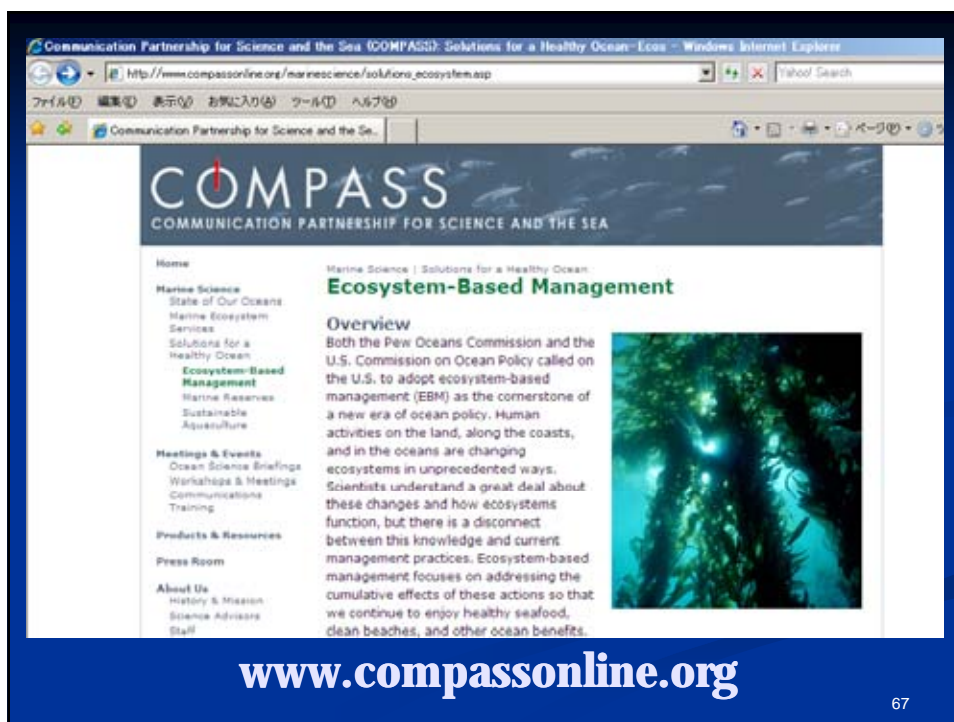 Communication Partnership for Science and the Sea (COMPASS): Solutions for a Healthy Ocean-Ecos - Windows Internet Explorer
http://www.compassonline.org/marinescience/solutions_ecosystem.asp
Yahoo! Search
ファイル(F) 編集(E) 表示(V) お気に入り(A) ツール(T) ヘルプ(H)
Communication Partnership for Science and the Se...
ページ(P)
COMPASS
COMMUNICATION PARTNERSHIP FOR SCIENCE AND THE SEA
Home
Marine Science
State of Our Oceans
Marine Ecosystem
Services
Solutions for a
Healthy Ocean
Ecosystem-Based
Management
Marine Reserves
Sustainable
Aquaculture
Meetings & Events
Ocean Science Briefings
Workshops & Meetings
Communications
Training
Products & Resources
Press Room
About Us
History & Mission
Science Advisors
Staff
Marine Science | Solutions for a Healthy Ocean
Ecosystem-Based Management
Overview
Both the Pew Oceans Commission and the
U.S. Commission on Ocean Policy called on
the U.S. to adopt ecosystem-based
management (EBM) as the cornerstone of
a new era of ocean policy. Human
activities on the land, along the coasts,
and in the oceans are changing
ecosystems in unprecedented ways.
Scientists understand a great deal about
these changes and how ecosystems
function, but there is a disconnect
between this knowledge and current
management practices. Ecosystem-based
management focuses on addressing the
cumulative effects of these actions so that
we continue to enjoy healthy seafood,
clean beaches, and other ocean benefits.
www.compassonline.org
67